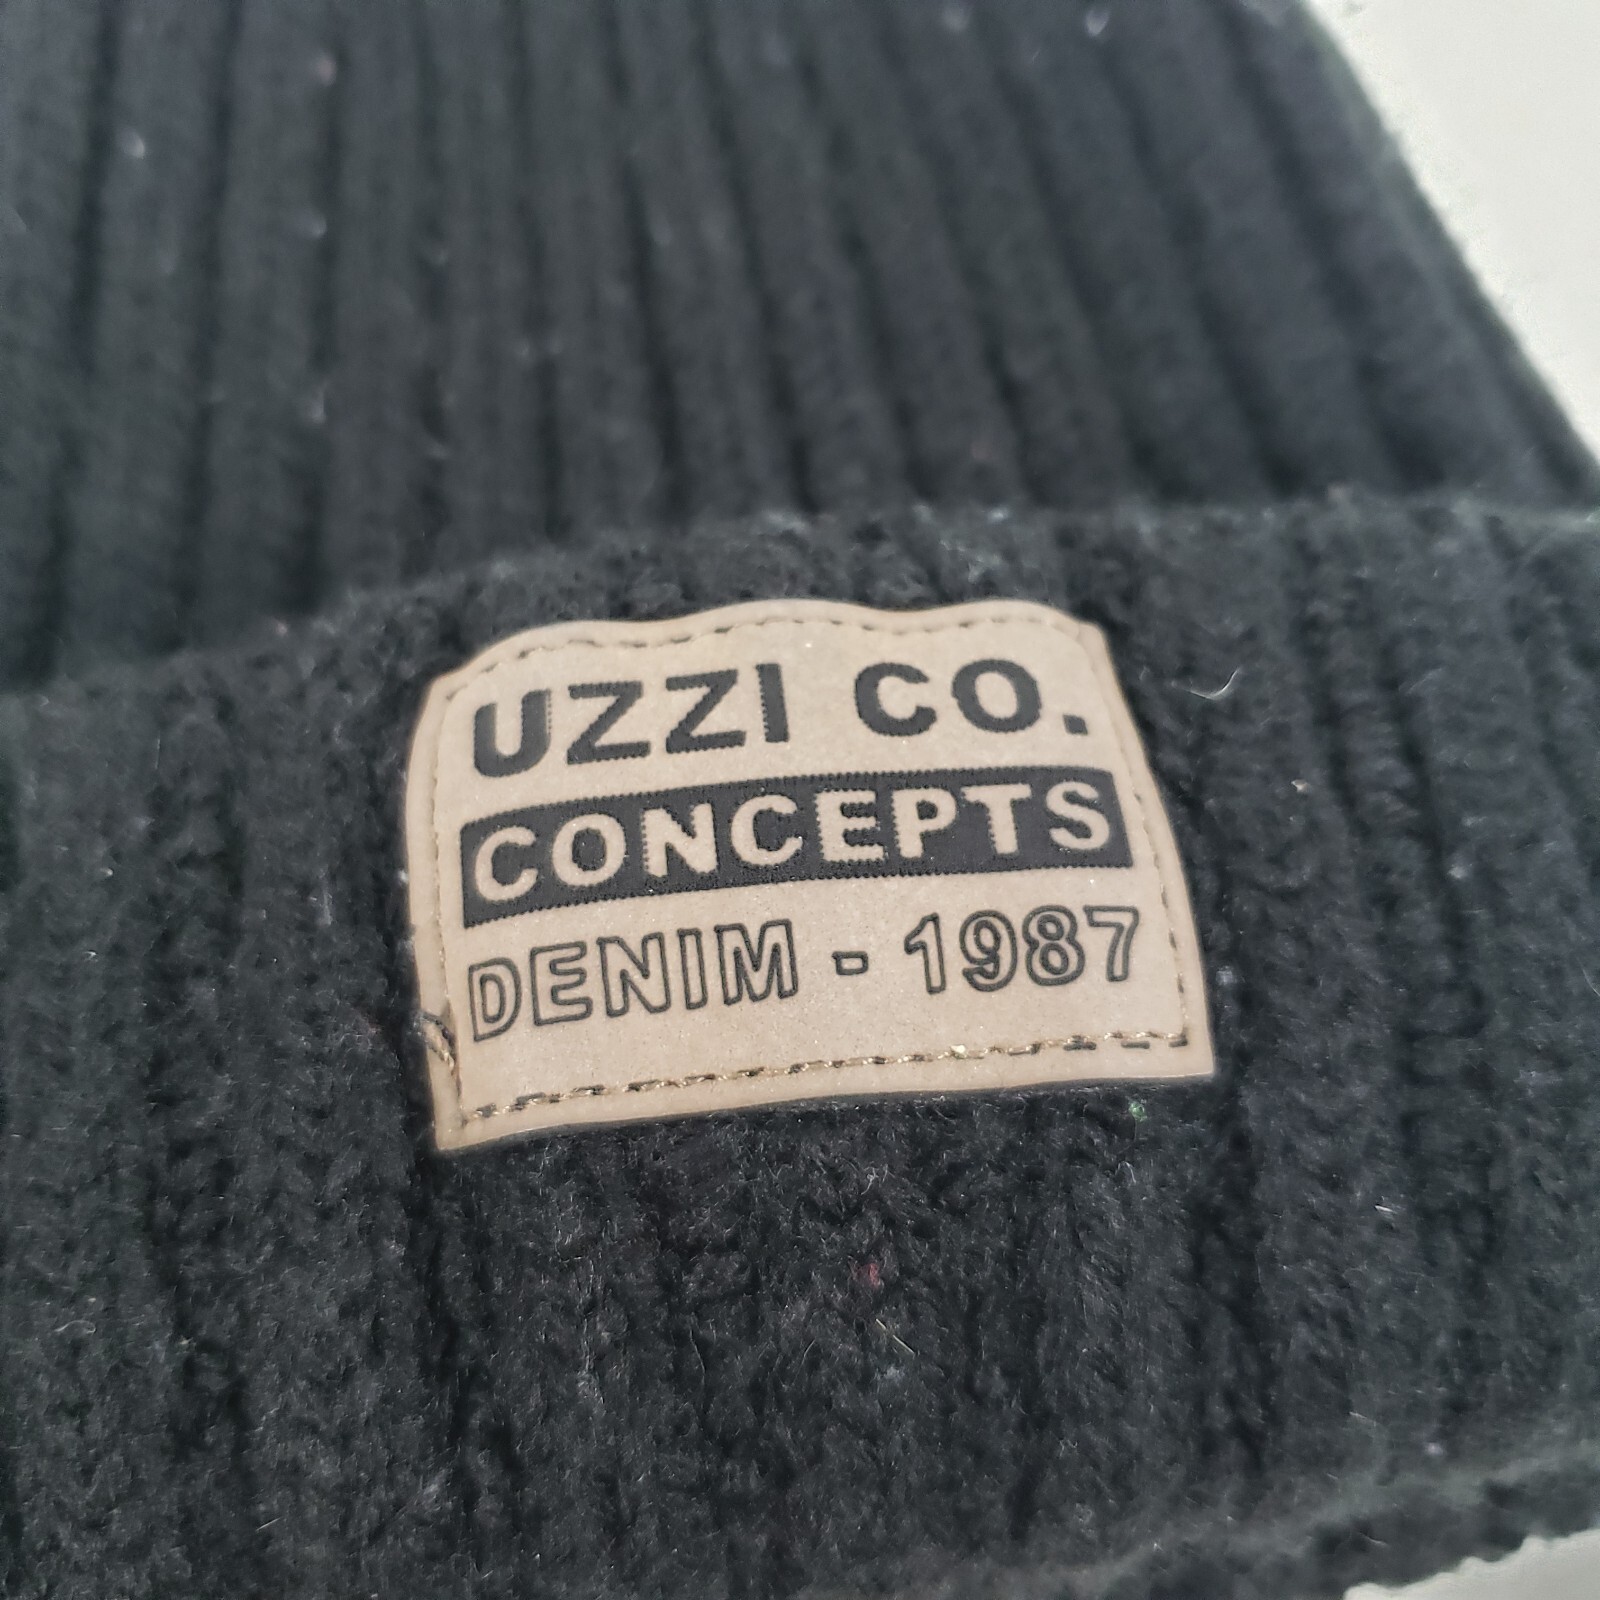 UZZI CO.
CONCEPTS
DENIM - 1987